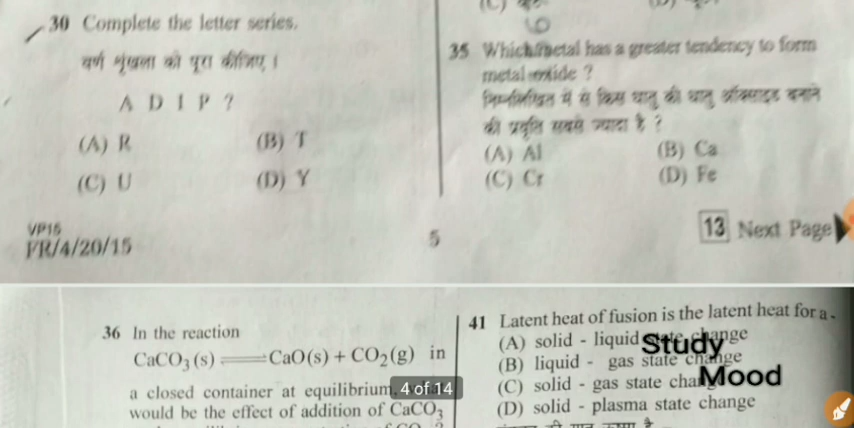 30 Complete the letter series.
वर्ण शृंखला को पूरा कीजिए ।
A D I P ?
(A) R (B) T
(C) U (D) Y
VP15
FR/4/20/15
5
35 Which metal has a greater tendency to form
metal oxide ?
निम्नलिखित में से किस धातु की धातु ऑक्साइड बनाने
की प्रवृति सबसे ज्यादा है ?
(A) Al (B) Ca
(C) Cr (D) Fe
13 Next Page
36 In the reaction
CaCO₃ (s) ⇌ CaO(s) + CO₂(g) in
a closed container at equilibrium.
would be the effect of addition of CaCO₃
4 of 14
41 Latent heat of fusion is the latent heat for a -
(A) solid - liquid state change
(B) liquid - gas state change
(C) solid - gas state change
(D) solid - plasma state change
Study
Mood